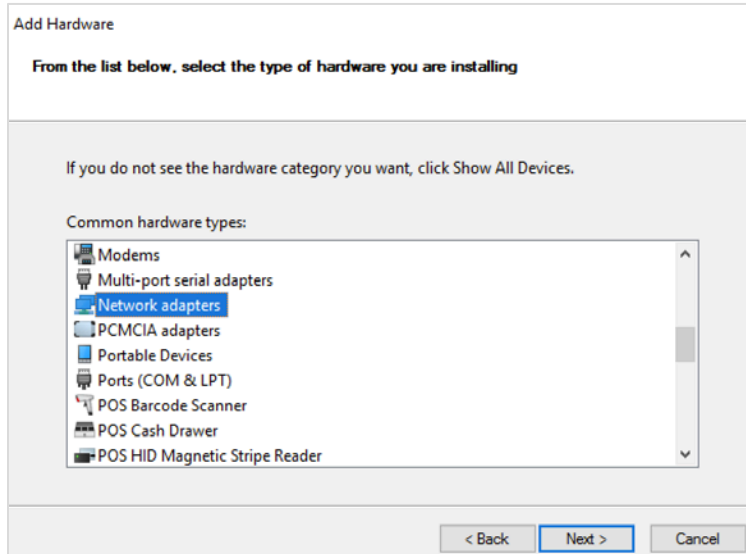 Add Hardware
From the list below, select the type of hardware you are installing
If you do not see the hardware category you want, click Show All Devices.
Common hardware types:
Modems
Multi-port serial adapters
Network adapters
PCMCIA adapters
Portable Devices
Ports (COM & LPT)
POS Barcode Scanner
POS Cash Drawer
POS HID Magnetic Stripe Reader
< Back Next > Cancel